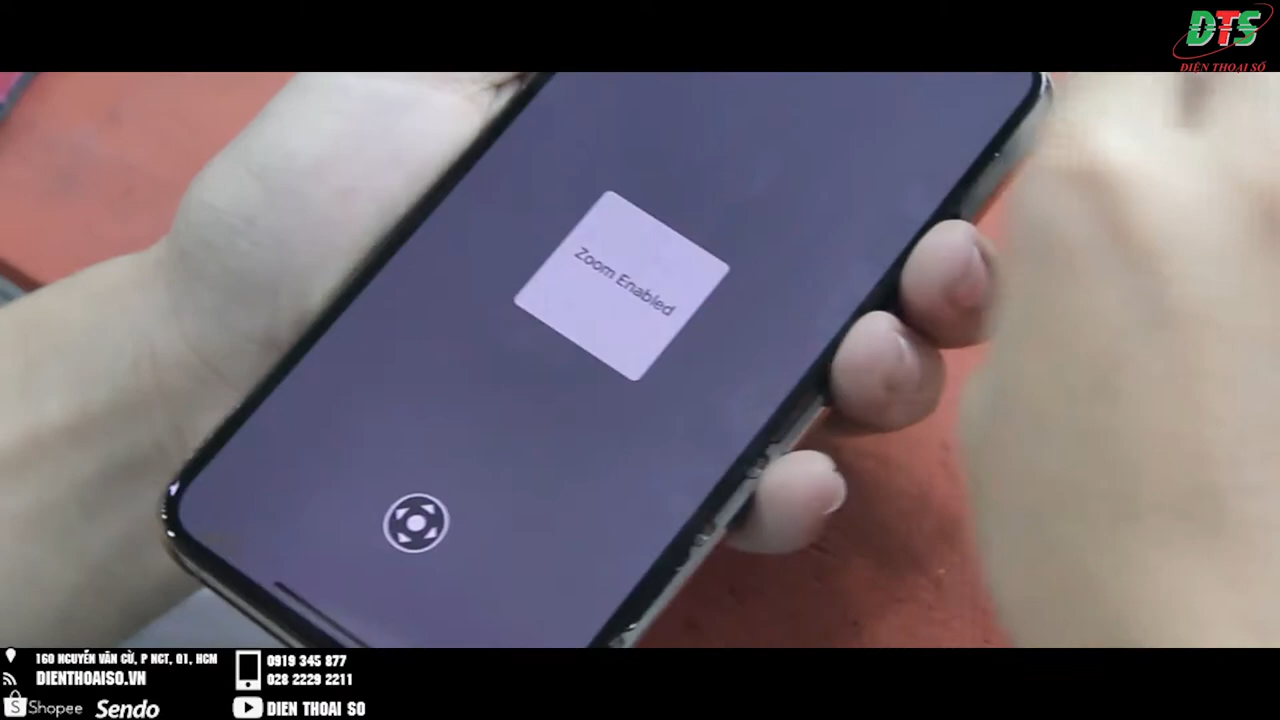 DTS
ĐIỆN THOẠI SỐ
Zoom Enabled
160 NGUYỄN VĂN CỪ, P NCT, Q1, HCM
DIENTHOAISO.VN
Shopee Sendo
0919 345 877
028 2229 2211
DIEN THOAI SO